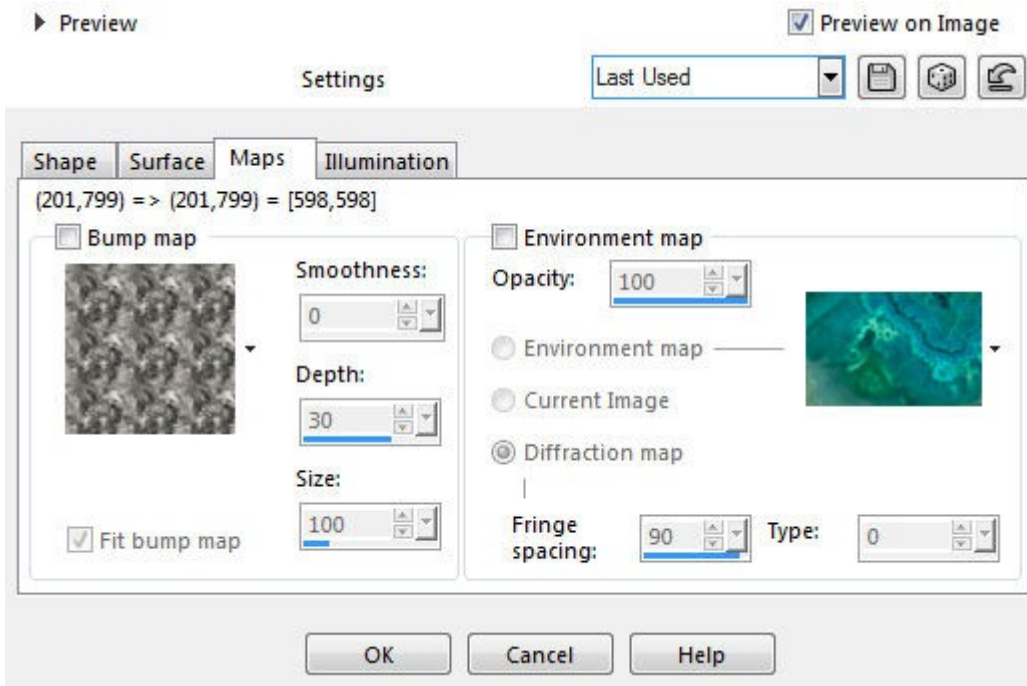 Preview
Preview on Image
Settings
Last Used
Shape
Surface
Maps
Illumination
(201,799) => (201,799) = [598,598]
Bump map
Smoothness:
0
Depth:
30
Size:
100
Fit bump map
Environment map
Opacity:
100
Environment map
Current Image
Diffraction map
Fringe
spacing:
90
Type:
0
OK
Cancel
Help